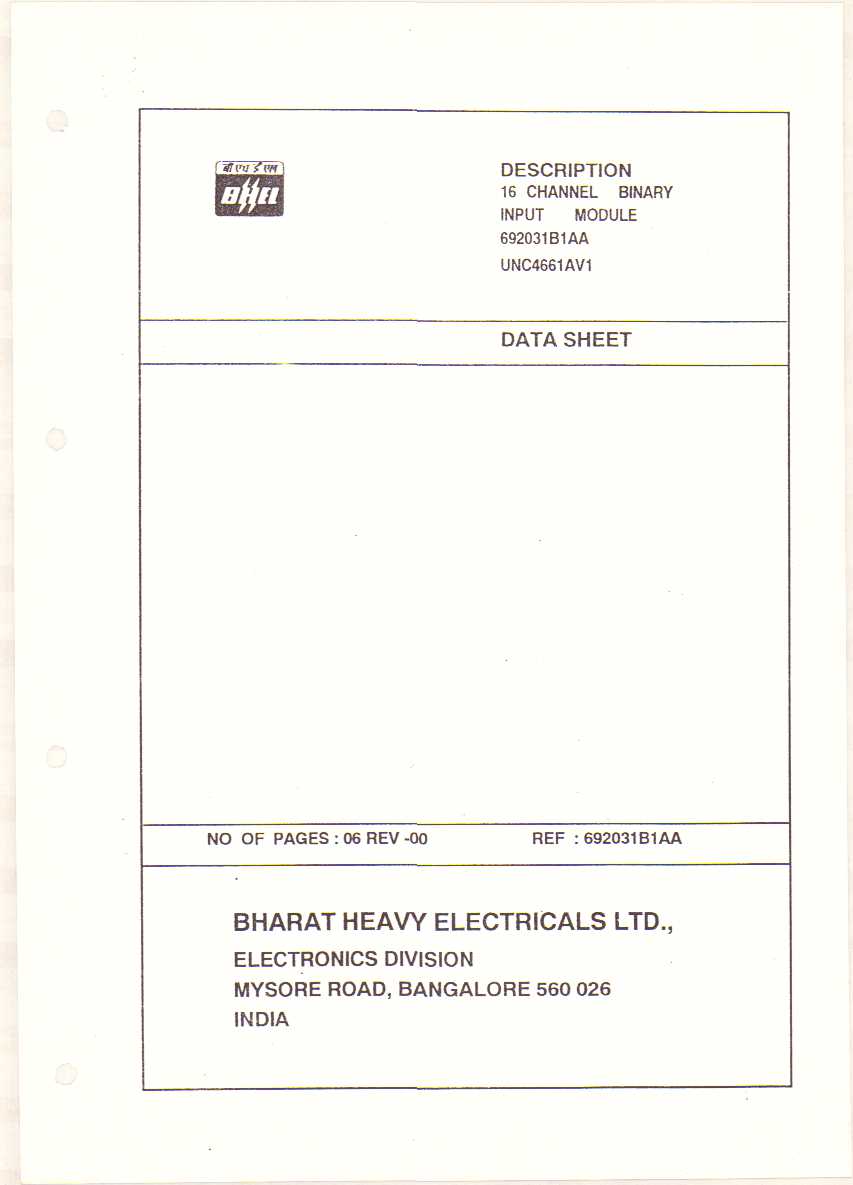 बी एच ई एल
BHEL
DESCRIPTION
16 CHANNEL BINARY
INPUT MODULE
692031B1AA
UNC4661AV1
DATA SHEET
NO OF PAGES : 06 REV -00 REF : 692031B1AA
BHARAT HEAVY ELECTRICALS LTD.,
ELECTRONICS DIVISION
MYSORE ROAD, BANGALORE 560 026
INDIA